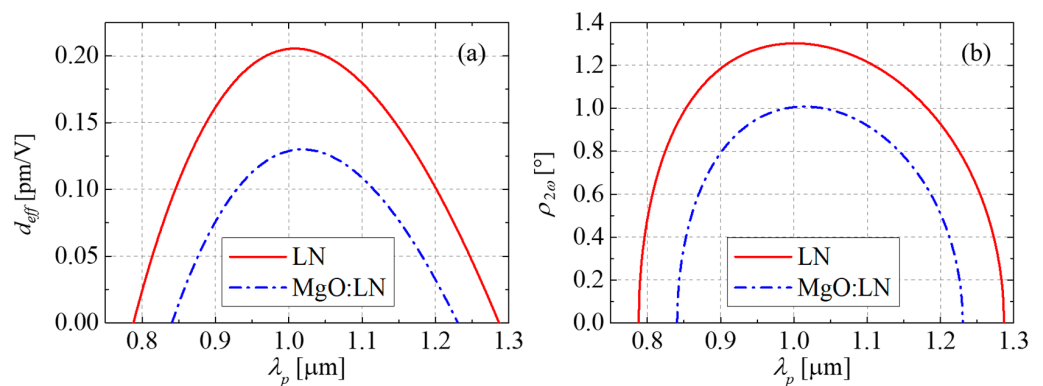 (a)
d_eff [pm/V]
0.20
0.15
0.10
0.05
0.00
LN
MgO:LN
0.8 0.9 1.0 1.1 1.2 1.3
λ_p [μm]
(b)
ρ_2ω [°]
1.4
1.2
1.0
0.8
0.6
0.4
0.2
0.0
LN
MgO:LN
0.8 0.9 1.0 1.1 1.2 1.3
λ_p [μm]